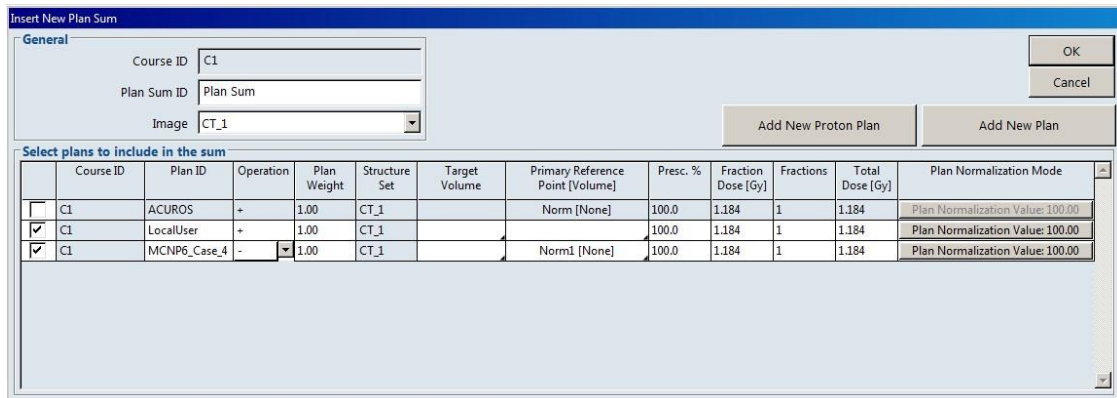 Insert New Plan Sum
General
Course ID C1
Plan Sum ID Plan Sum
Image CT_1
OK
Cancel
Add New Proton Plan Add New Plan
Select plans to include in the sum
Course ID Plan ID Operation Plan Weight Structure Set Target Volume Primary Reference Point [Volume] Presc. % Fraction Dose [Gy] Fractions Total Dose [Gy] Plan Normalization Mode
C1 ACUROS + 1.00 CT_1 Norm [None] 100.0 1.184 1 1.184 Plan Normalization Value: 100.00
C1 LocalUser + 1.00 CT_1 100.0 1.184 1 1.184 Plan Normalization Value: 100.00
C1 MCNP6_Case_4 - 1.00 CT_1 Norm1 [None] 100.0 1.184 1 1.184 Plan Normalization Value: 100.00